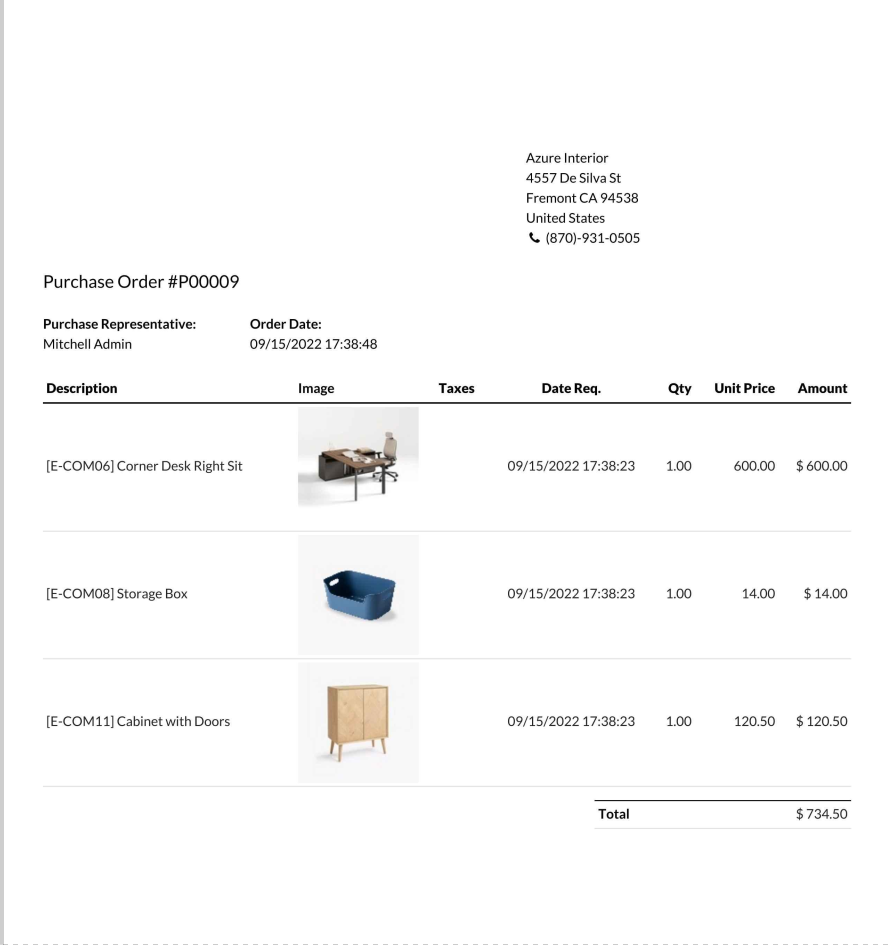 Azure Interior
4557 De Silva St
Fremont CA 94538
United States
(870)-931-0505
Purchase Order #P00009
Purchase Representative: Order Date:
Mitchell Admin 09/15/2022 17:38:48
Description Image Taxes Date Req. Qty Unit Price Amount
[E-COM06] Corner Desk Right Sit 09/15/2022 17:38:23 1.00 600.00 $ 600.00
[E-COM08] Storage Box 09/15/2022 17:38:23 1.00 14.00 $ 14.00
[E-COM11] Cabinet with Doors 09/15/2022 17:38:23 1.00 120.50 $ 120.50
Total $ 734.50